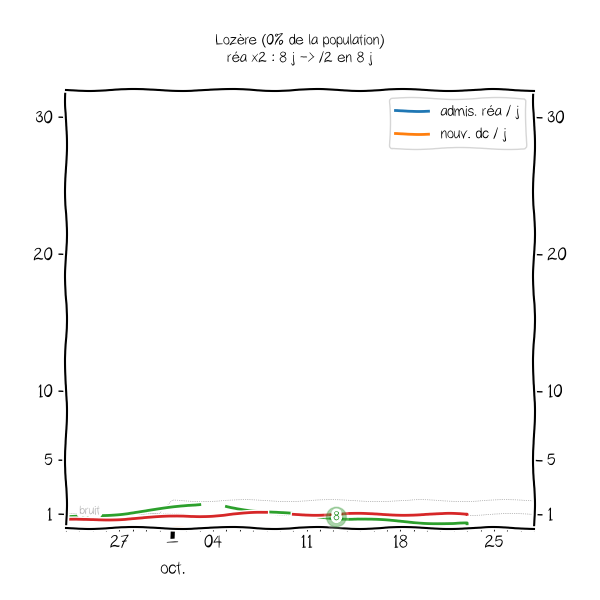 Lozère (0% de la population)
réa x2 : 8 j -> /2 en 8 j
admis. réa / j
nouv. dc / j
30
30
20
20
10
10
5
5
bruit
8
1
1
27
04
11
18
25
oct.